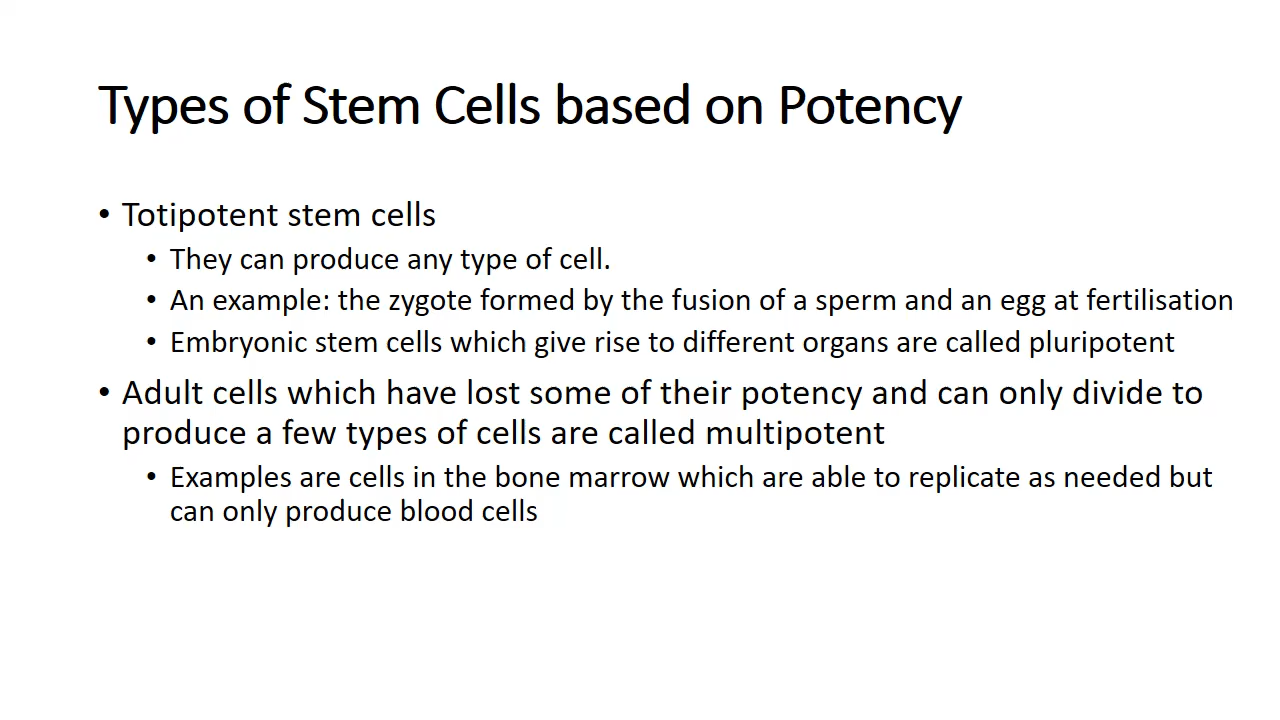 Types of Stem Cells based on Potency
• Totipotent stem cells
• They can produce any type of cell.
• An example: the zygote formed by the fusion of a sperm and an egg at fertilisation
• Embryonic stem cells which give rise to different organs are called pluripotent
• Adult cells which have lost some of their potency and can only divide to
produce a few types of cells are called multipotent
• Examples are cells in the bone marrow which are able to replicate as needed but
can only produce blood cells